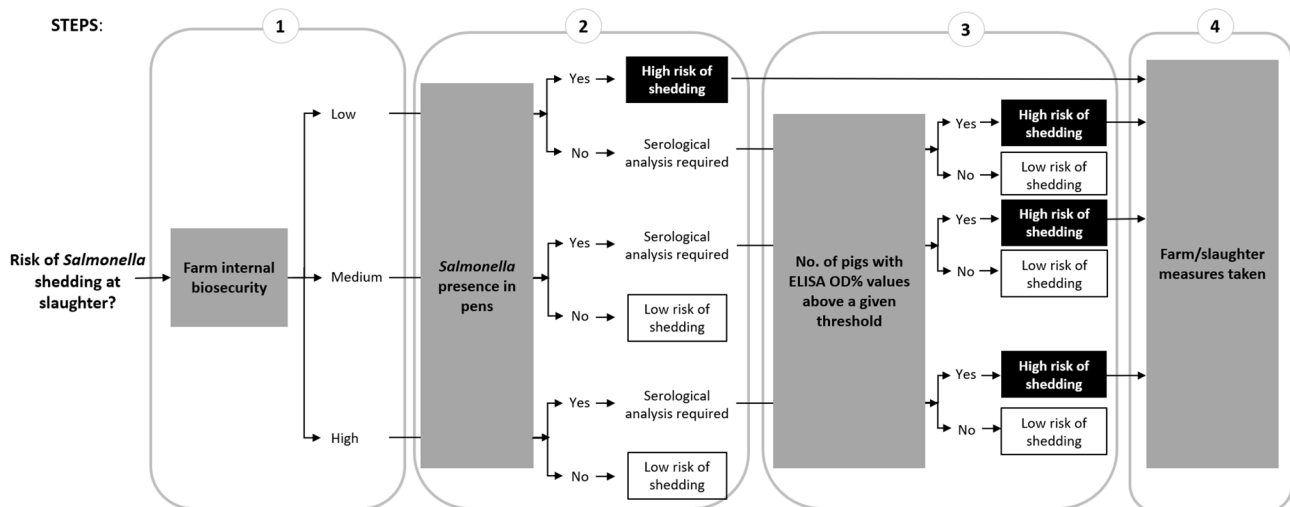 STEPS:
1
2
3
4
Risk of Salmonella
shedding at
slaughter?
Farm internal
biosecurity
Low
Medium
High
Salmonella
presence in
pens
Yes
High risk of
shedding
No
Serological
analysis required
Yes
Serological
analysis required
No
Low risk of
shedding
Yes
Serological
analysis required
No
Low risk of
shedding
No. of pigs with
ELISA OD% values
above a given
threshold
Yes
High risk of
shedding
No
Low risk of
shedding
Yes
High risk of
shedding
No
Low risk of
shedding
Yes
High risk of
shedding
No
Low risk of
shedding
Farm/slaughter
measures taken